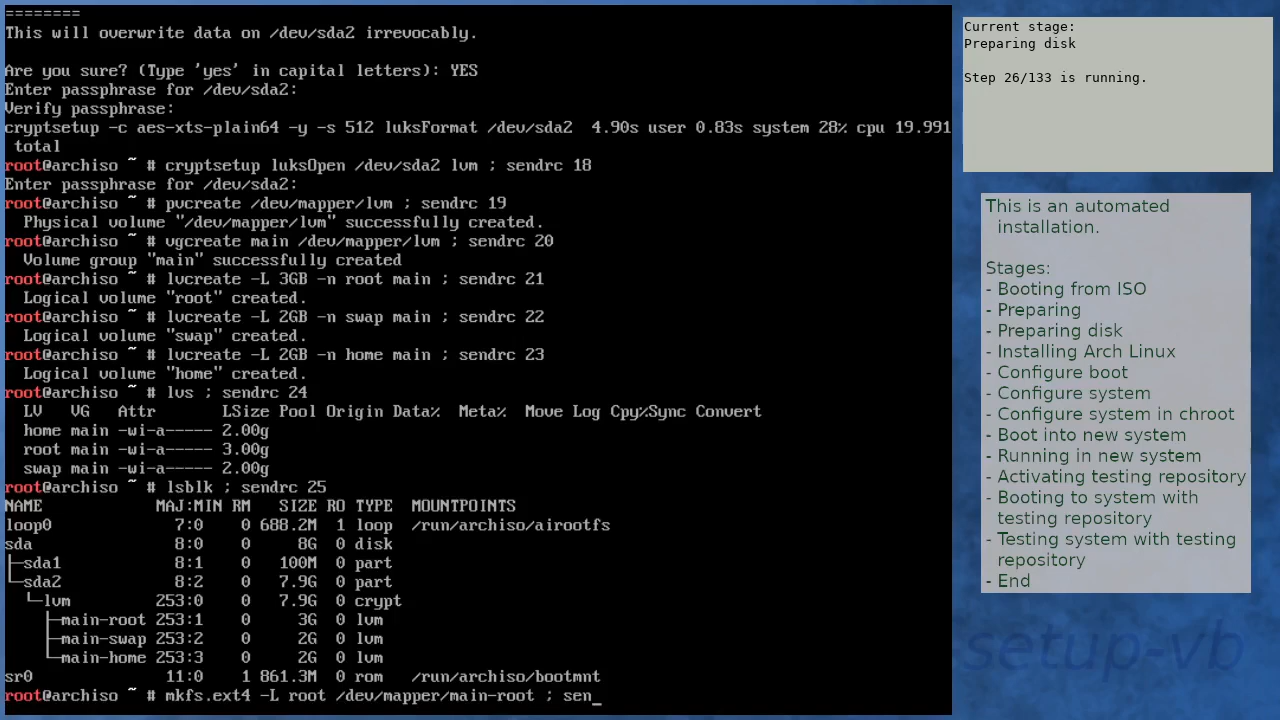 ========
This will overwrite data on /dev/sda2 irrevocably.
Are you sure? (Type 'yes' in capital letters): YES
Enter passphrase for /dev/sda2:
Verify passphrase:
cryptsetup -c aes-xts-plain64 -y -s 512 luksFormat /dev/sda2  4.90s user 0.83s system 28% cpu 19.991
 total
root@archiso ~ # cryptsetup luksOpen /dev/sda2 lvm ; sendrc 18
Enter passphrase for /dev/sda2:
root@archiso ~ # pvcreate /dev/mapper/lvm ; sendrc 19
  Physical volume "/dev/mapper/lvm" successfully created.
root@archiso ~ # vgcreate main /dev/mapper/lvm ; sendrc 20
  Volume group "main" successfully created
root@archiso ~ # lvcreate -L 3GB -n root main ; sendrc 21
  Logical volume "root" created.
root@archiso ~ # lvcreate -L 2GB -n swap main ; sendrc 22
  Logical volume "swap" created.
root@archiso ~ # lvcreate -L 2GB -n home main ; sendrc 23
  Logical volume "home" created.
root@archiso ~ # lvs ; sendrc 24
  LV   VG   Attr       LSize Pool Origin Data%  Meta%  Move Log Cpy%Sync Convert
  home main -wi-a----- 2.00g
  root main -wi-a----- 3.00g
  swap main -wi-a----- 2.00g
root@archiso ~ # lsblk ; sendrc 25
NAME            MAJ:MIN RM   SIZE RO TYPE  MOUNTPOINTS
loop0             7:0    0 688.2M  1 loop  /run/archiso/airootfs
sda               8:0    0     8G  0 disk
├─sda1            8:1    0   100M  0 part
└─sda2            8:2    0   7.9G  0 part
  └─lvm         253:0    0   7.9G  0 crypt
    ├─main-root 253:1    0     3G  0 lvm
    ├─main-swap 253:2    0     2G  0 lvm
    └─main-home 253:3    0     2G  0 lvm
sr0              11:0    1 861.3M  0 rom   /run/archiso/bootmnt
root@archiso ~ # mkfs.ext4 -L root /dev/mapper/main-root ; sen_
Current stage:
Preparing disk
Step 26/133 is running.
This is an automated
installation.
Stages:
- Booting from ISO
- Preparing
- Preparing disk
- Installing Arch Linux
- Configure boot
- Configure system
- Configure system in chroot
- Boot into new system
- Running in new system
- Activating testing repository
- Booting to system with
testing repository
- Testing system with testing
repository
- End
setup-vb